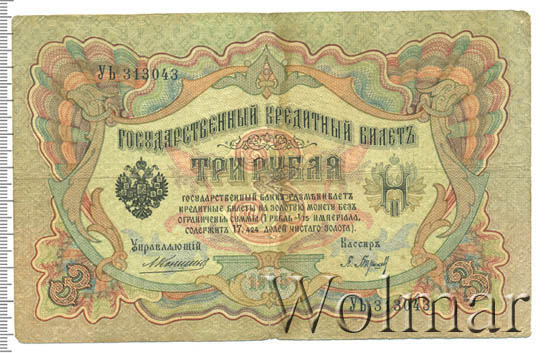 УЬ 313043
ГОСУДАРСТВЕННЫЙ КРЕДИТНЫЙ БИЛЕТЪ
ТРИ РУБЛЯ
ГОСУДАРСТВЕННЫЙ БАНКЪ РАЗМѢНИВАЕТЪ
КРЕДИТНЫЕ БИЛЕТЫ НА ЗОЛОТУЮ МОНЕТУ БЕЗЪ
ОГРАНИЧЕНІЯ СУММЫ (1 РУБЛЬ = 1/15 ИМПЕРІАЛА,
СОДЕРЖИТЪ 17,424 ДОЛЕЙ ЧИСТАГО ЗОЛОТА).
Управляющій Кассиръ
3 1905 3
УЬ 313043
Wolmar